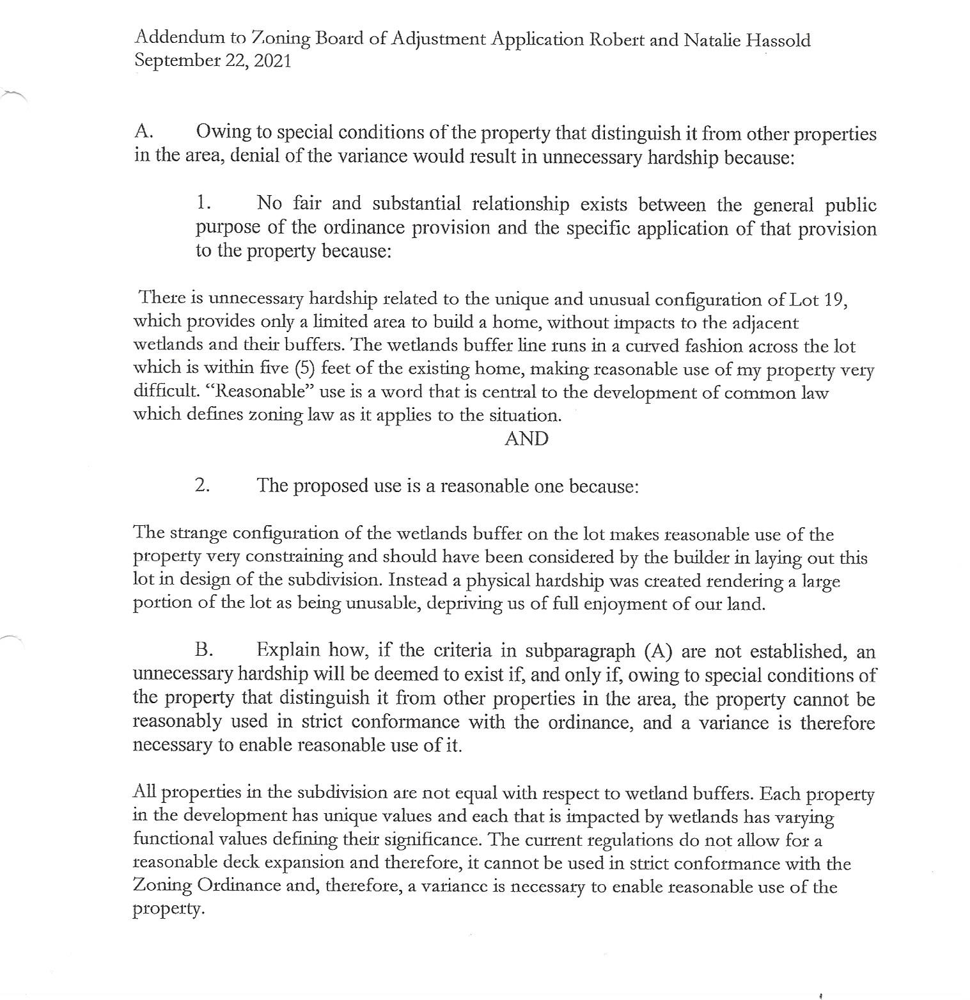 Addendum to Zoning Board of Adjustment Application Robert and Natalie Hassold
September 22, 2021
A. Owing to special conditions of the property that distinguish it from other properties
in the area, denial of the variance would result in unnecessary hardship because:
1. No fair and substantial relationship exists between the general public
purpose of the ordinance provision and the specific application of that provision
to the property because:
There is unnecessary hardship related to the unique and unusual configuration of Lot 19,
which provides only a limited area to build a home, without impacts to the adjacent
wetlands and their buffers. The wetlands buffer line runs in a curved fashion across the lot
which is within five (5) feet of the existing home, making reasonable use of my property very
difficult. “Reasonable” use is a word that is central to the development of common law
which defines zoning law as it applies to the situation.
AND
2. The proposed use is a reasonable one because:
The strange configuration of the wetlands buffer on the lot makes reasonable use of the
property very constraining and should have been considered by the builder in laying out this
lot in design of the subdivision. Instead a physical hardship was created rendering a large
portion of the lot as being unusable, depriving us of full enjoyment of our land.
B. Explain how, if the criteria in subparagraph (A) are not established, an
unnecessary hardship will be deemed to exist if, and only if, owing to special conditions of
the property that distinguish it from other properties in the area, the property cannot be
reasonably used in strict conformance with the ordinance, and a variance is therefore
necessary to enable reasonable use of it.
All properties in the subdivision are not equal with respect to wetland buffers. Each property
in the development has unique values and each that is impacted by wetlands has varying
functional values defining their significance. The current regulations do not allow for a
reasonable deck expansion and therefore, it cannot be used in strict conformance with the
Zoning Ordinance and, therefore, a variance is necessary to enable reasonable use of the
property.